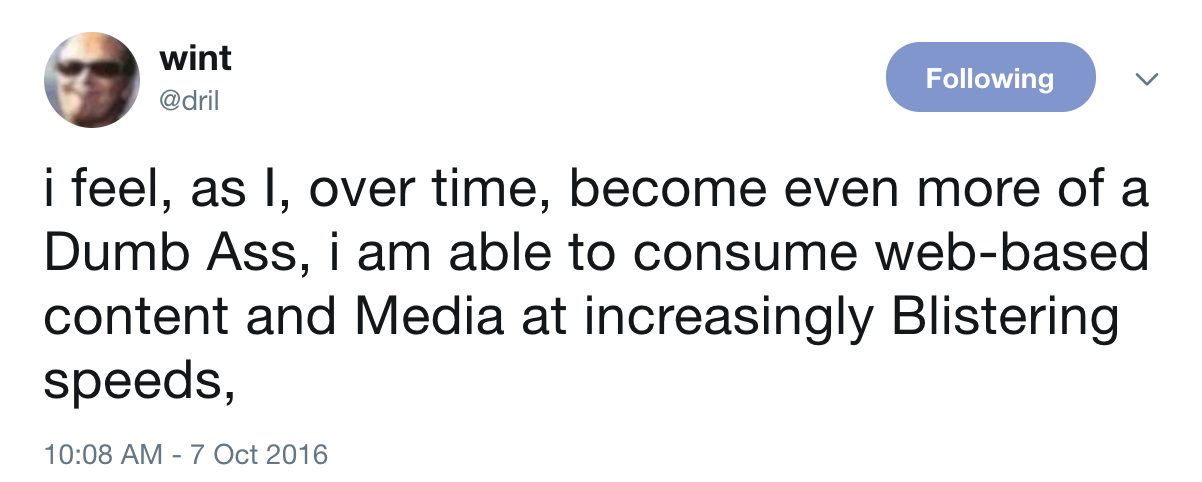 wint
@dril
Following
i feel, as I, over time, become even more of a
Dumb Ass, i am able to consume web-based
content and Media at increasingly Blistering
speeds,
10:08 AM - 7 Oct 2016